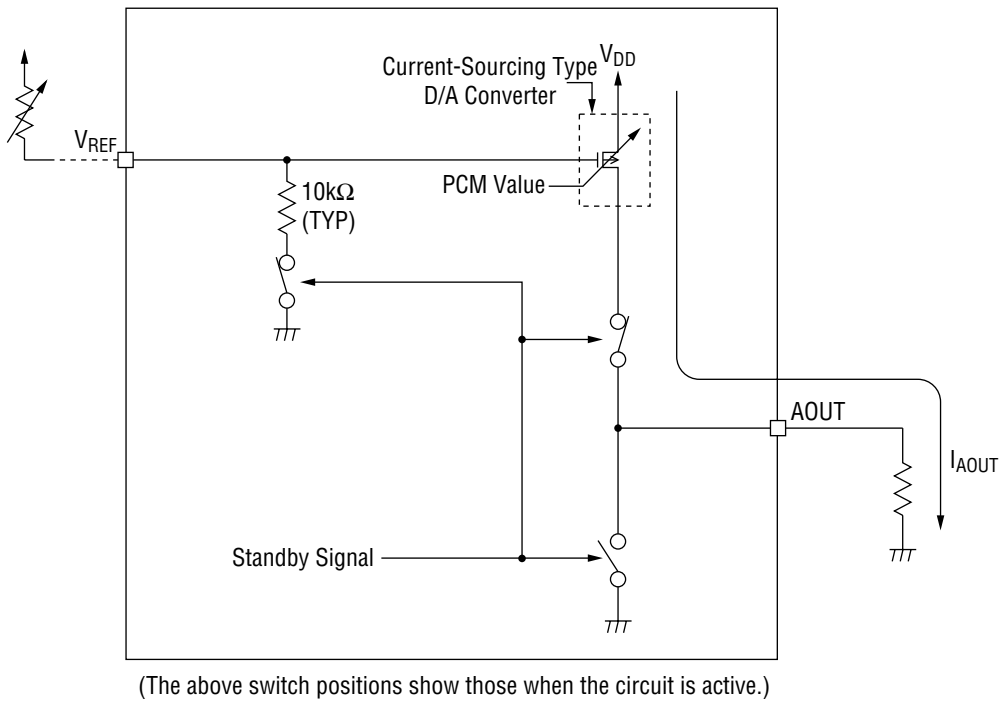 V_DD
Current-Sourcing Type
D/A Converter
V_REF
PCM Value
10kΩ
(TYP)
AOUT
I_AOUT
Standby Signal
(The above switch positions show those when the circuit is active.)